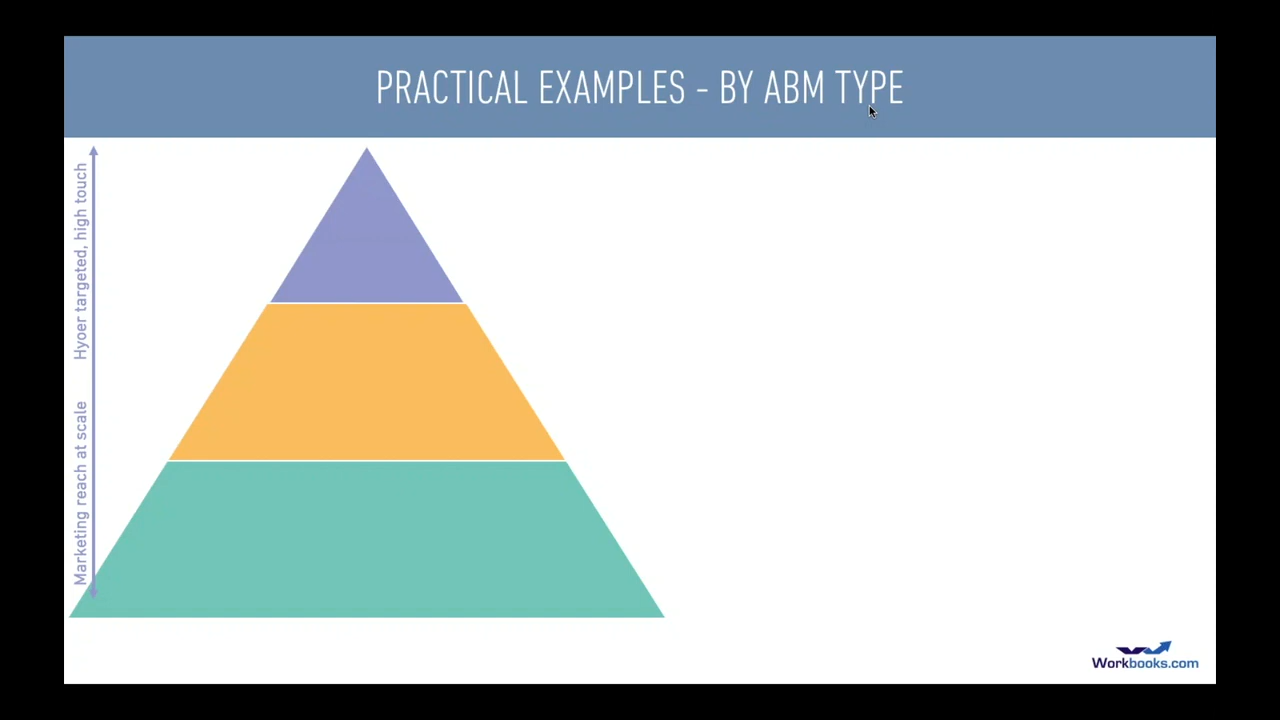 PRACTICAL EXAMPLES - BY ABM TYPE
Hyoer targeted, high touch
Marketing reach at scale
Workbooks.com